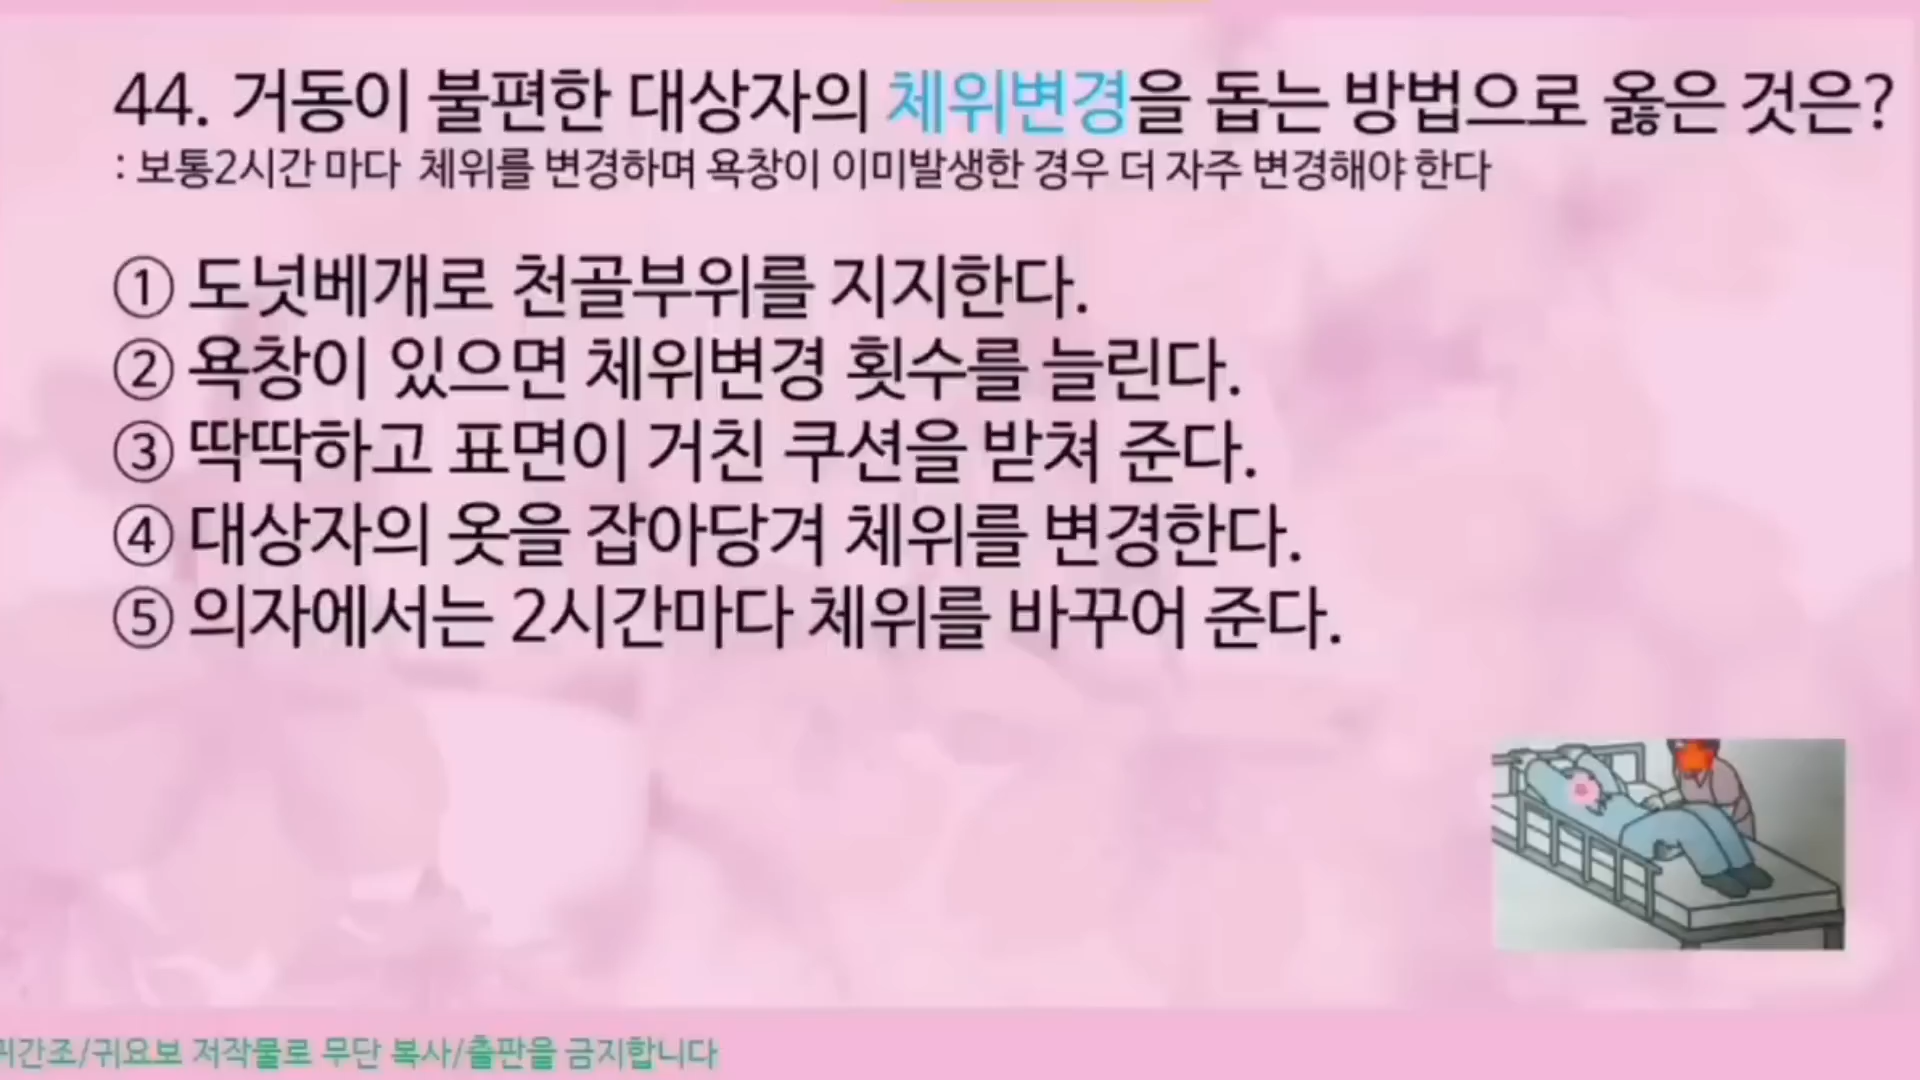 44. 거동이 불편한 대상자의 체위변경을 돕는 방법으로 옳은 것은?
: 보통2시간 마다 체위를 변경하며 욕창이 이미발생한 경우 더 자주 변경해야 한다
① 도넛베개로 천골부위를 지지한다.
② 욕창이 있으면 체위변경 횟수를 늘린다.
③ 딱딱하고 표면이 거친 쿠션을 받쳐 준다.
④ 대상자의 옷을 잡아당겨 체위를 변경한다.
⑤ 의자에서는 2시간마다 체위를 바꾸어 준다.
귀간조/귀요보 저작물로 무단 복사/출판을 금지합니다